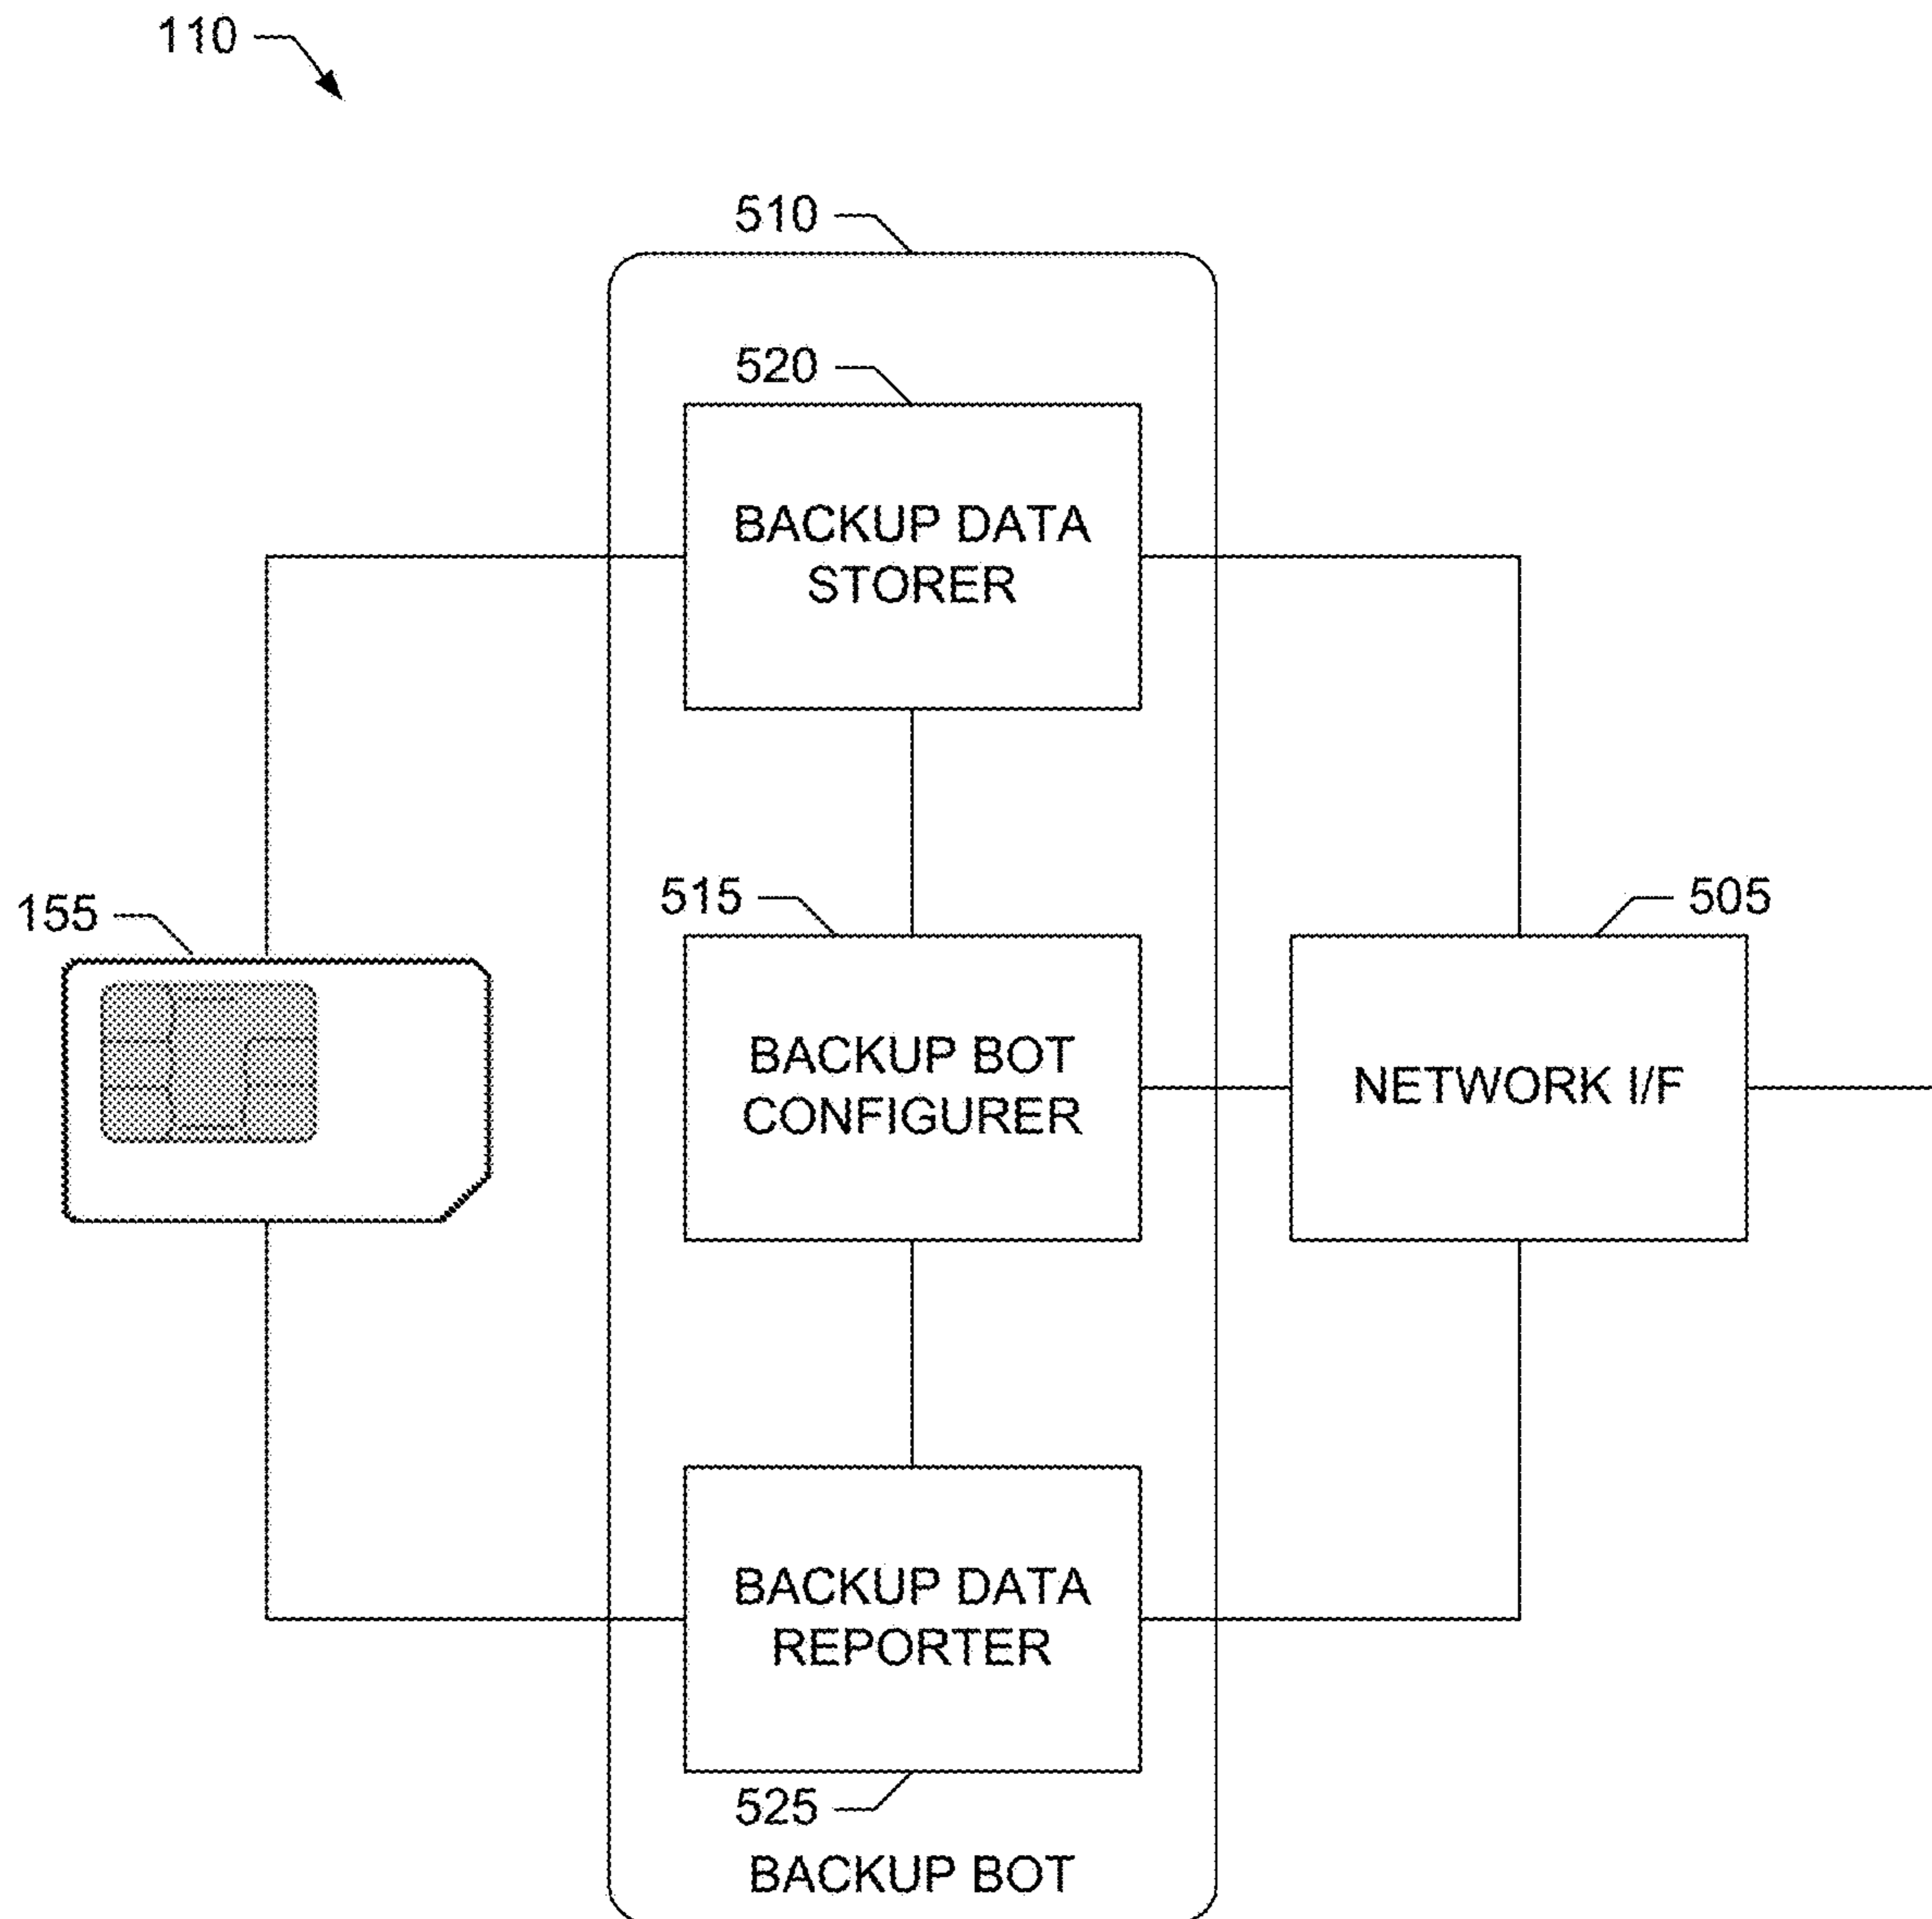 110
510
520
BACKUP DATA
STORER
155
515
505
BACKUP BOT
CONFIGURER
NETWORK I/F
BACKUP DATA
REPORTER
525
BACKUP BOT